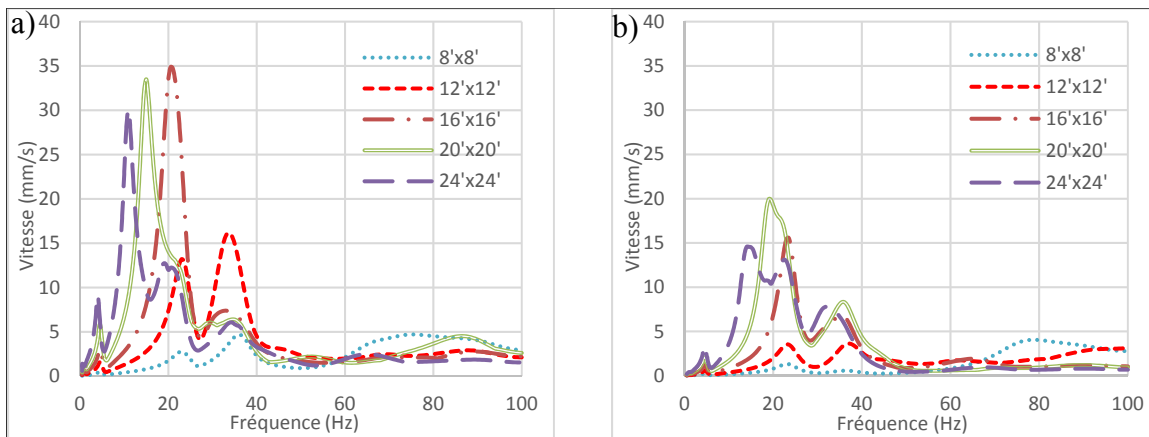 a)
40
35
30
25
20
15
10
5
0
Vitesse (mm/s)
0 20 40 60 80 100
Fréquence (Hz)
8'x8'
12'x12'
16'x16'
20'x20'
24'x24'
b)
40
35
30
25
20
15
10
5
0
Vitesse (mm/s)
0 20 40 60 80 100
Fréquence (Hz)
8'x8'
12'x12'
16'x16'
20'x20'
24'x24'